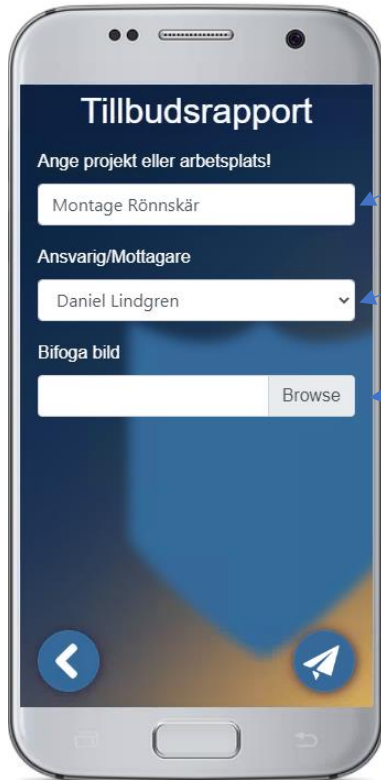 Tillbudsrapport
Ange projekt eller arbetsplats!
Montage Rönnskär
Ansvarig/Mottagare
Daniel Lindgren
Bifoga bild
Browse